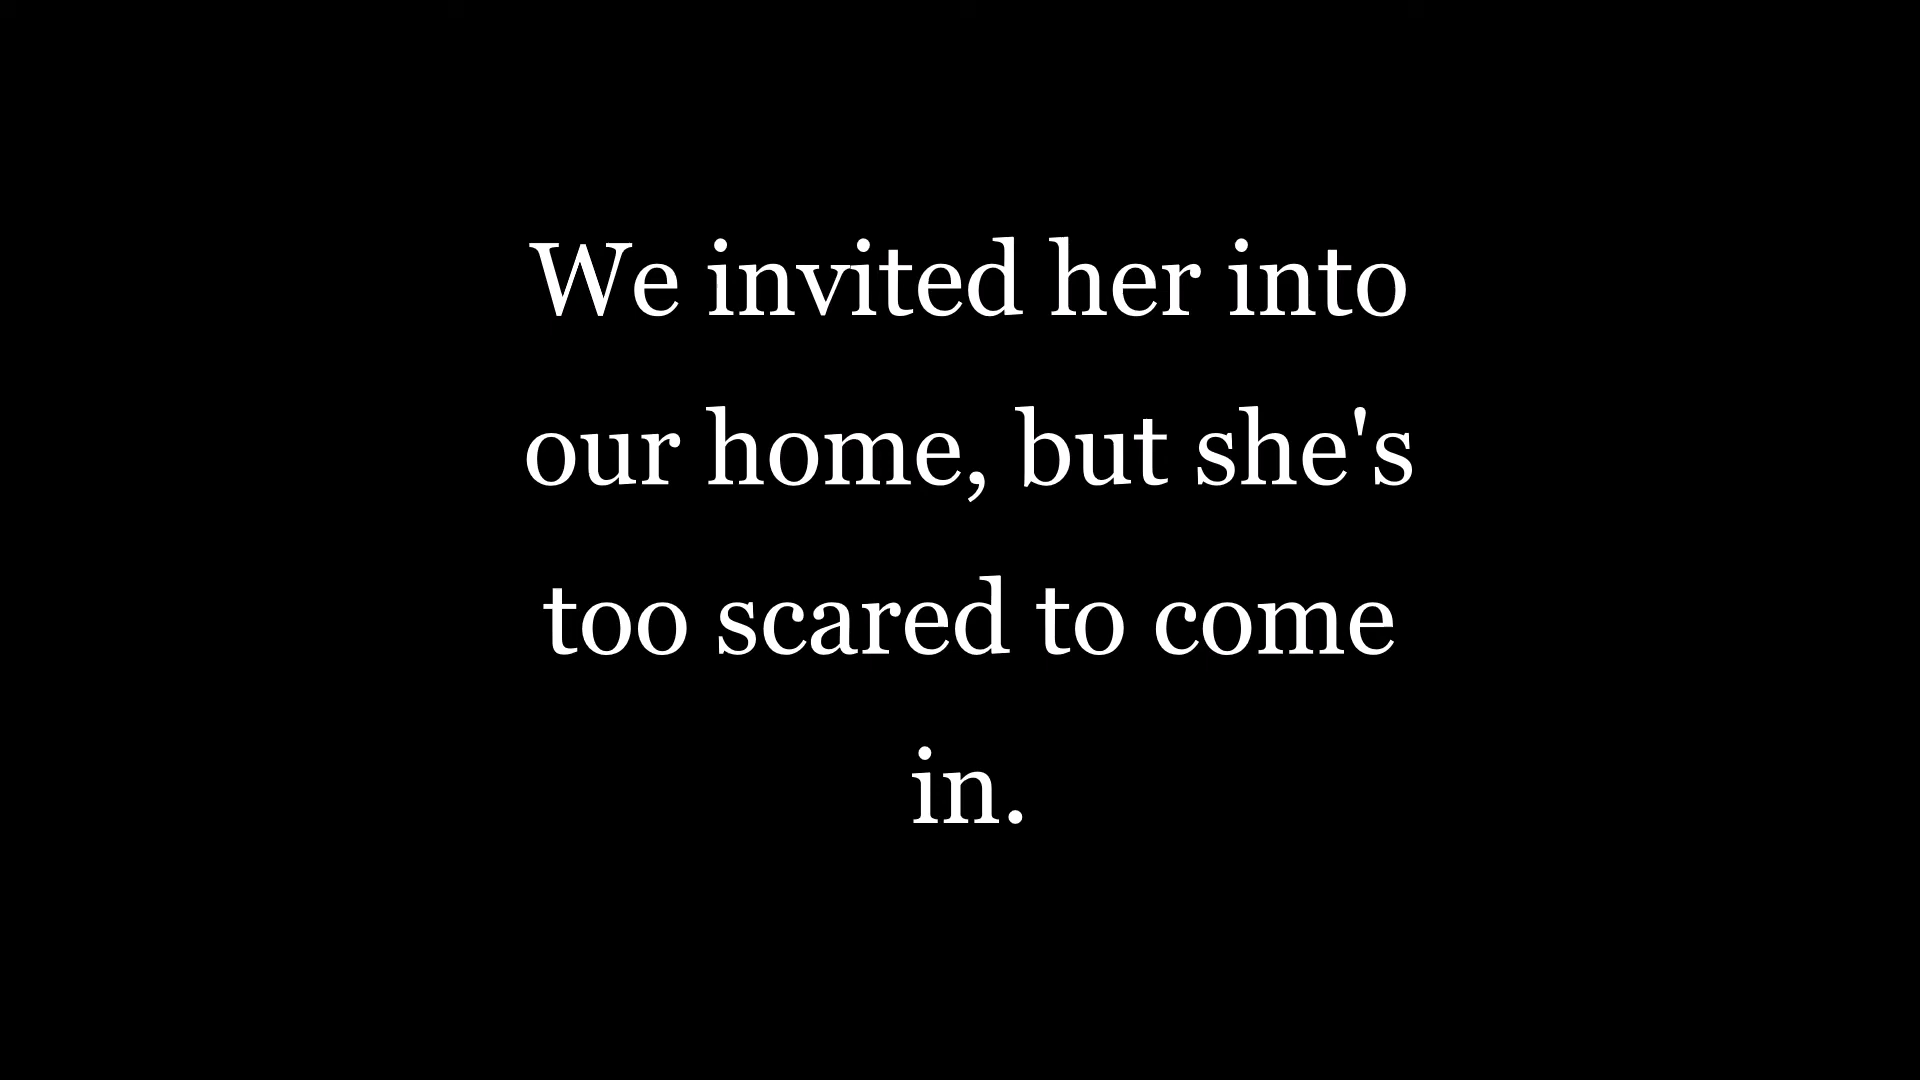 We invited her into
our home, but she's
too scared to come
in.